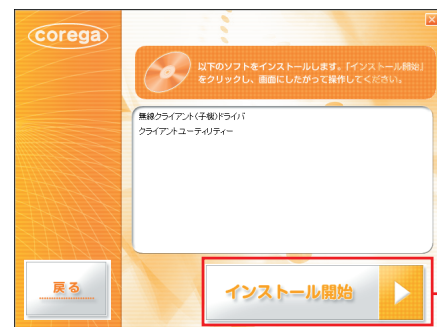 corega
以下のソフトをインストールします。「インストール開始」
をクリックし、画面にしたがって操作してください。
無線クライアント(子機)ドライバ
クライアントユーティリティー
戻る
インストール開始